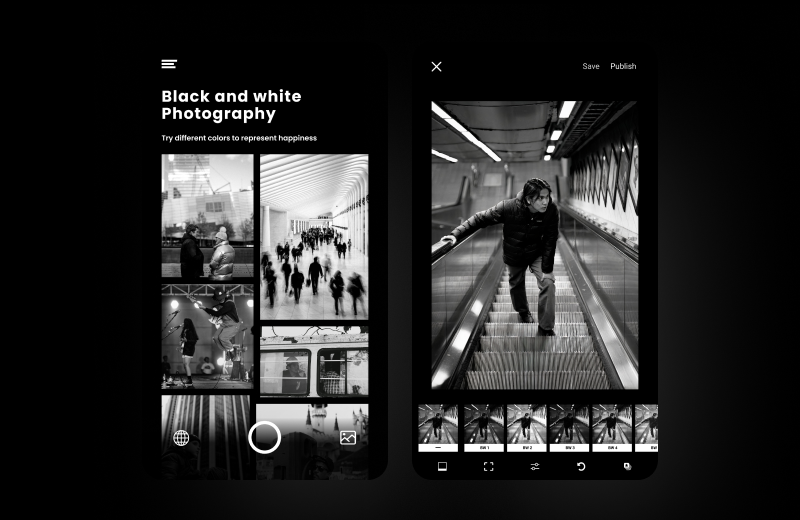 Black and white
Photography
Try different colors to represent happiness
Save Publish
BW 1
BW 2
BW 3
BW 4
BW